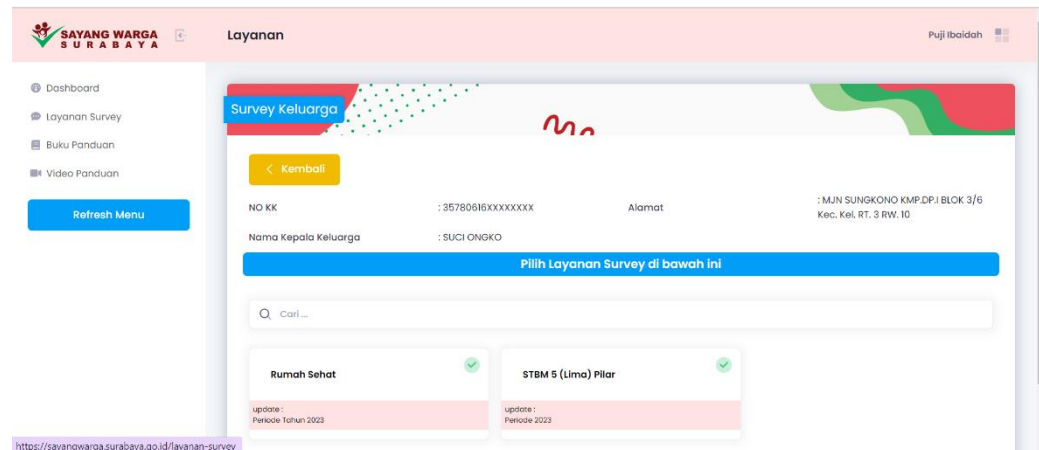 SAYANG WARGA
SURABAYA
Layanan
Puji Ibaidah
Dashboard
Layanan Survey
Buku Panduan
Video Panduan
Refresh Menu
Survey Keluarga
Kembali
NO KK
: 35780616XXXXXXXX
Alamat
: MJN SUNGKONO KMP.DP.I BLOK 3/6
Kec. Kel. RT. 3 RW. 10
Nama Kepala Keluarga
: SUCI ONGKO
Pilih Layanan Survey di bawah ini
Cari ...
Rumah Sehat
update :
Periode Tahun 2023
STBM 5 (Lima) Pilar
update :
Periode 2023
https://sayangwarga.surabaya.go.id/layanan-survey